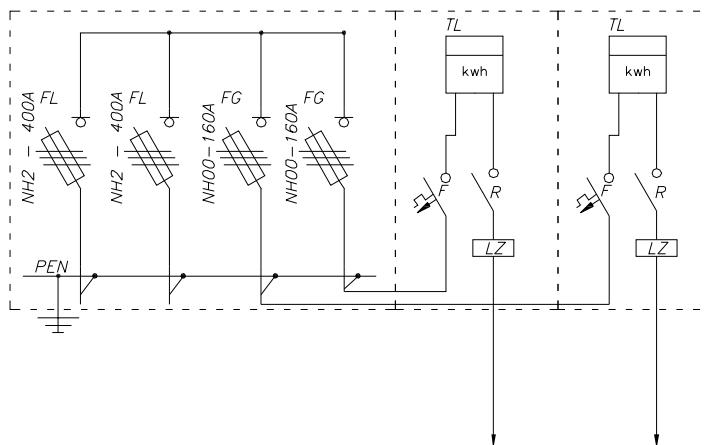 TL
TL
kwh
kwh
FL
FL
FG
FG
NH2 - 400A
NH2 - 400A
NH00-160A
NH00-160A
F
R
F
R
LZ
LZ
PEN